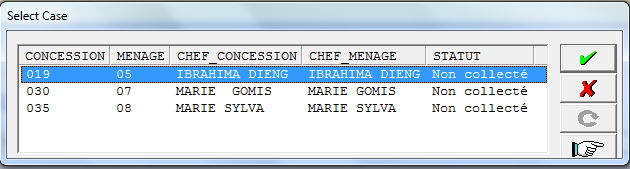 Select Case
CONCESSION MENAGE CHEF_CONCESSION CHEF_MENAGE STATUT
019 05 IBRAHIMA DIENG IBRAHIMA DIENG Non collecté
030 07 MARIE  GOMIS MARIE GOMIS Non collecté
035 08 MARIE SYLVA MARIE SYLVA Non collecté